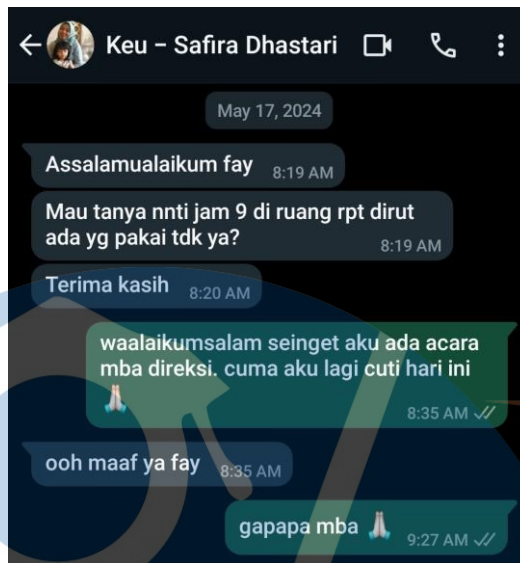 Keu – Safira Dhastari
May 17, 2024
Assalamualaikum fay
8:19 AM
Mau tanya nnti jam 9 di ruang rpt dirut
ada yg pakai tdk ya?
8:19 AM
Terima kasih
8:20 AM
waalaikumsalam seinget aku ada acara
mba direksi. cuma aku lagi cuti hari ini
🙏🏻
8:35 AM
ooh maaf ya fay
8:35 AM
gapapa mba 🙏🏻
9:27 AM